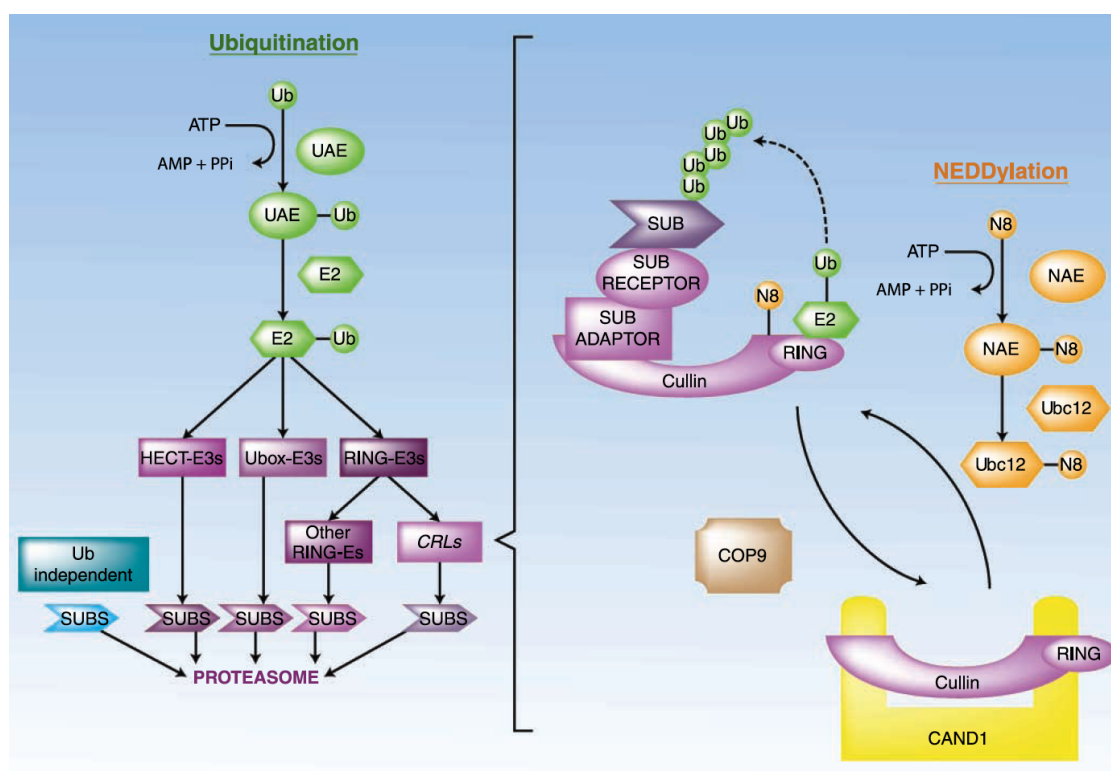 Ubiquitination
Ub
ATP
AMP + PPi
UAE
UAE
Ub
E2
E2
Ub
HECT-E3s
Ubox-E3s
RING-E3s
Other
RING-Es
CRLs
Ub
independent
SUBS
SUBS
SUBS
SUBS
SUBS
PROTEASOME
Ub
Ub
Ub
Ub
Ub
SUB
SUB
RECEPTOR
SUB
ADAPTOR
N8
Ub
E2
RING
Cullin
NEDDylation
N8
ATP
AMP + PPi
NAE
NAE
N8
Ubc12
Ubc12
N8
COP9
RING
Cullin
CAND1